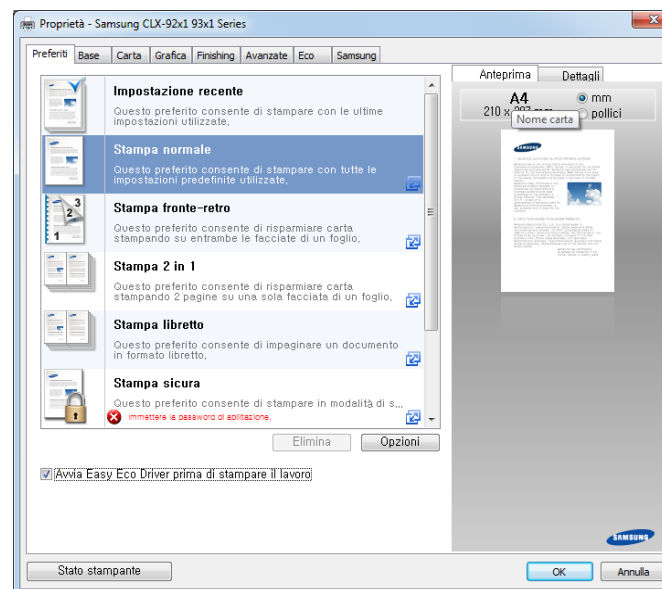 Proprietà - Samsung CLX-92x1 93x1 Series
Preferiti Base Carta Grafica Finishing Avanzate Eco Samsung
Impostazione recente
Questo preferito consente di stampare con le ultime
impostazioni utilizzate.
Stampa normale
Questo preferito consente di stampare con tutte le
impostazioni predefinite utilizzate.
Stampa fronte-retro
Questo preferito consente di risparmiare carta
stampando su entrambe le facciate di un foglio.
Stampa 2 in 1
Questo preferito consente di risparmiare carta
stampando 2 pagine su una sola facciata di un foglio.
Stampa libretto
Questo preferito consente di impaginare un documento
in formato libretto.
Stampa sicura
Questo preferito consente di stampare in modalità di s...
Immettere la password di abilitazione.
Elimina Opzioni
Avvia Easy Eco Driver prima di stampare il lavoro
Anteprima Dettagli
A4 mm
210 x mm pollici
Nome carta
SAMSUNG
SAMSUNG
Stato stampante
OK Annulla
1
2
3